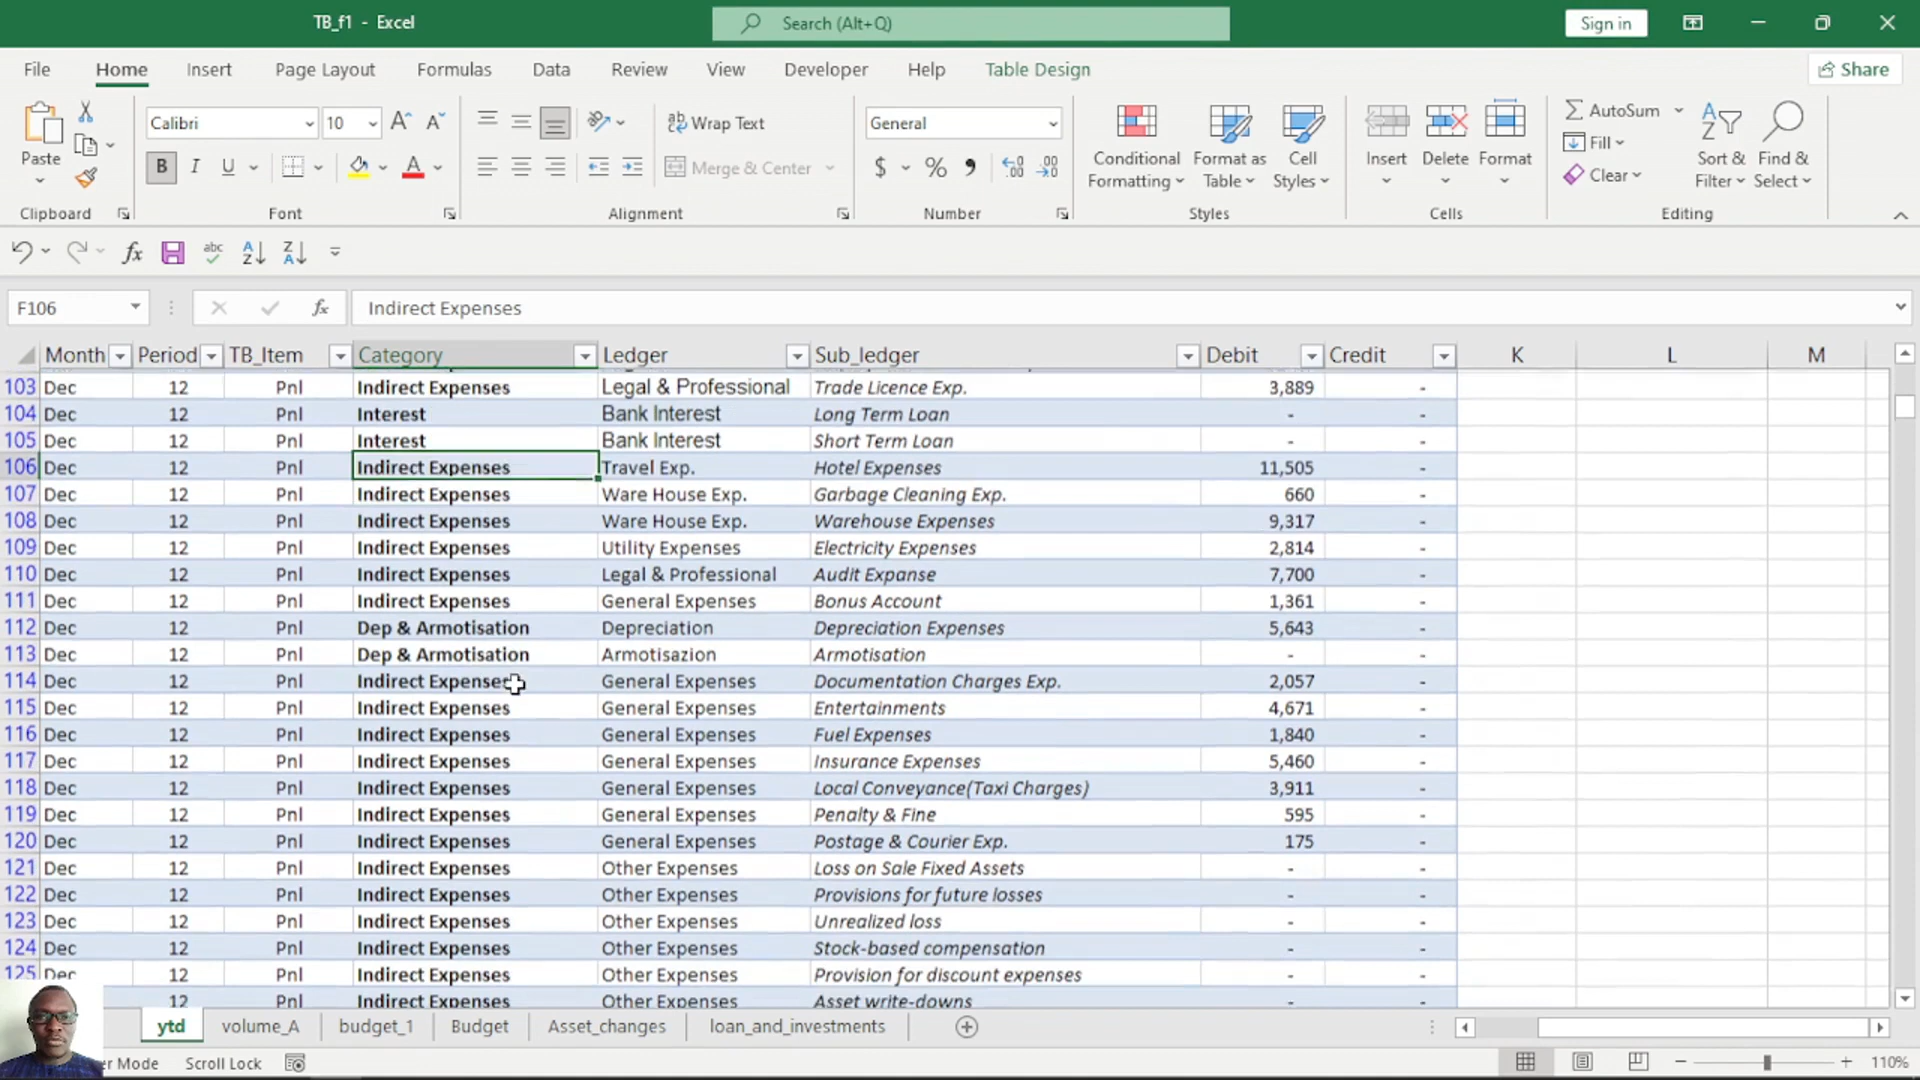 TB_f1 - Excel
Search (Alt+Q)
Sign in
File Home Insert Page Layout Formulas Data Review View Developer Help Table Design Share
Paste
Clipboard
Calibri 10
B I U
Font
Wrap Text
Merge & Center
Alignment
General
$ % ,
Number
Conditional Formatting
Format as Table
Cell Styles
Styles
Insert Delete Format
Cells
AutoSum
Fill
Clear
Sort & Filter
Find & Select
Editing
F106 fx Indirect Expenses
Month Period TB_Item Category Ledger Sub_ledger Debit Credit K L M
103 Dec 12 Pnl Indirect Expenses Legal & Professional Trade Licence Exp. 3,889 -
104 Dec 12 Pnl Interest Bank Interest Long Term Loan - -
105 Dec 12 Pnl Interest Bank Interest Short Term Loan - -
106 Dec 12 Pnl Indirect Expenses Travel Exp. Hotel Expenses 11,505 -
107 Dec 12 Pnl Indirect Expenses Ware House Exp. Garbage Cleaning Exp. 660 -
108 Dec 12 Pnl Indirect Expenses Ware House Exp. Warehouse Expenses 9,317 -
109 Dec 12 Pnl Indirect Expenses Utility Expenses Electricity Expenses 2,814 -
110 Dec 12 Pnl Indirect Expenses Legal & Professional Audit Expanse 7,700 -
111 Dec 12 Pnl Indirect Expenses General Expenses Bonus Account 1,361 -
112 Dec 12 Pnl Dep & Armotisation Depreciation Depreciation Expenses 5,643 -
113 Dec 12 Pnl Dep & Armotisation Armotisazion Armotisation - -
114 Dec 12 Pnl Indirect Expenses General Expenses Documentation Charges Exp. 2,057 -
115 Dec 12 Pnl Indirect Expenses General Expenses Entertainments 4,671 -
116 Dec 12 Pnl Indirect Expenses General Expenses Fuel Expenses 1,840 -
117 Dec 12 Pnl Indirect Expenses General Expenses Insurance Expenses 5,460 -
118 Dec 12 Pnl Indirect Expenses General Expenses Local Conveyance(Taxi Charges) 3,911 -
119 Dec 12 Pnl Indirect Expenses General Expenses Penalty & Fine 595 -
120 Dec 12 Pnl Indirect Expenses General Expenses Postage & Courier Exp. 175 -
121 Dec 12 Pnl Indirect Expenses Other Expenses Loss on Sale Fixed Assets - -
122 Dec 12 Pnl Indirect Expenses Other Expenses Provisions for future losses - -
123 Dec 12 Pnl Indirect Expenses Other Expenses Unrealized loss - -
124 Dec 12 Pnl Indirect Expenses Other Expenses Stock-based compensation - -
125 Dec 12 Pnl Indirect Expenses Other Expenses Provision for discount expenses - -
12 Pnl Indirect Expenses Other Expenses Asset write-downs - -
ytd volume_A budget_1 Budget Asset_changes loan_and_investments
er Mode Scroll Lock 110%